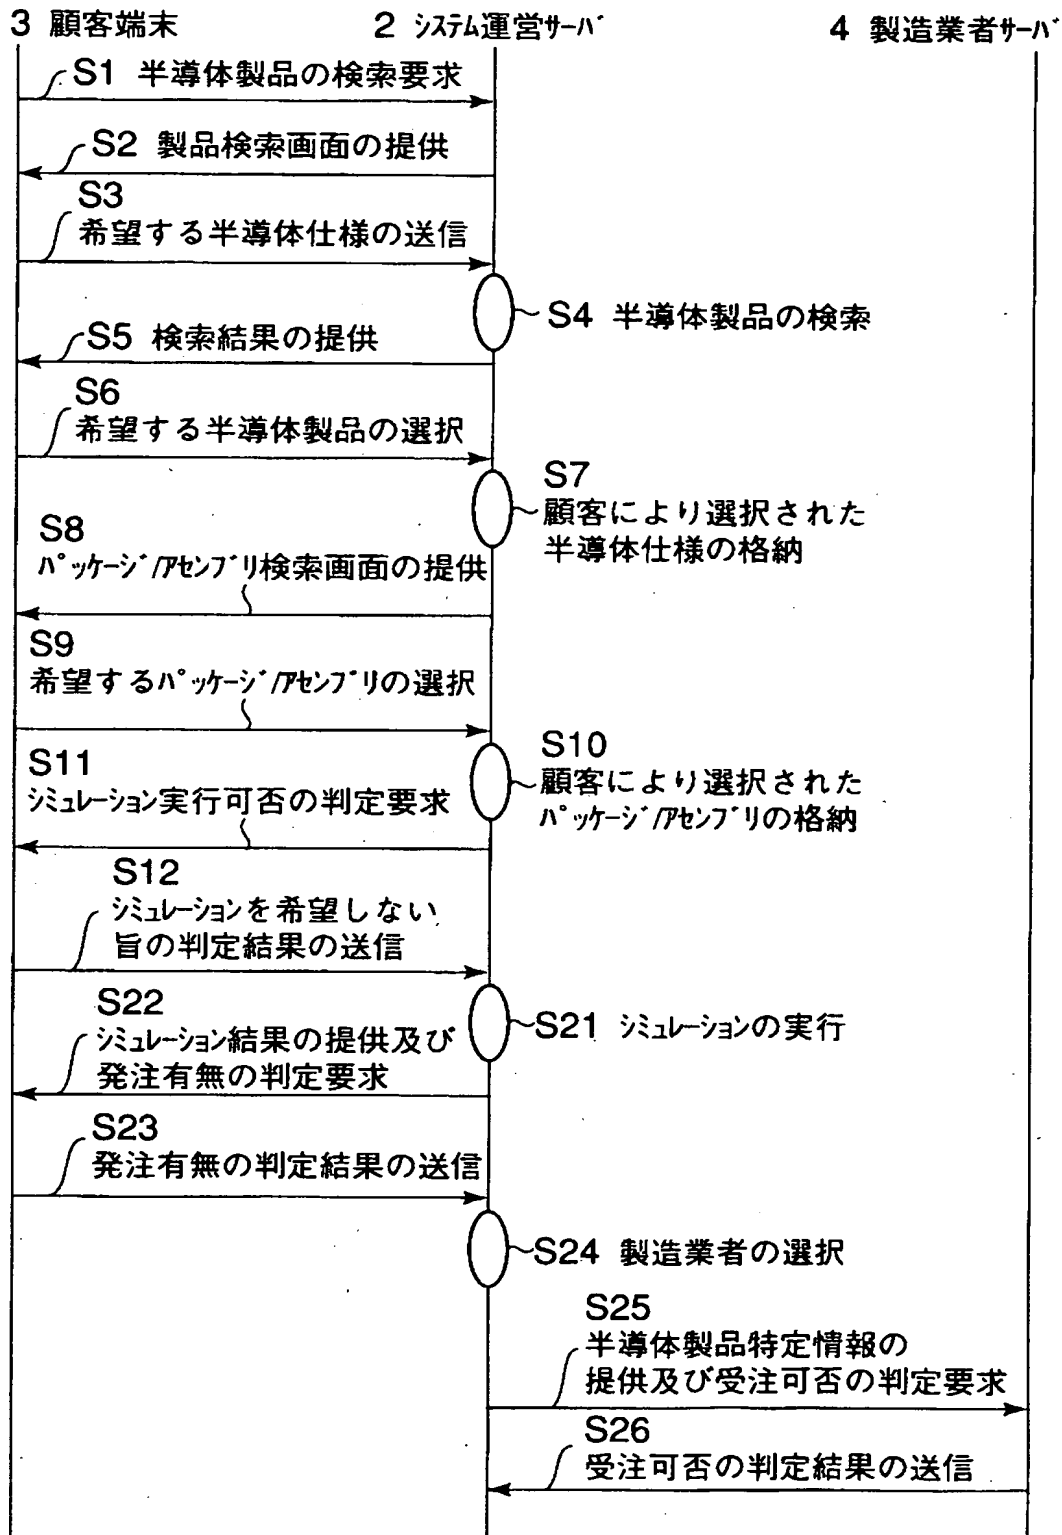 3 顧客端末
2 システム運営サーバ
4 製造業者サーバ
S1 半導体製品の検索要求
S2 製品検索画面の提供
S3
希望する半導体仕様の送信
S4 半導体製品の検索
S5 検索結果の提供
S6
希望する半導体製品の選択
S7
顧客により選択された
半導体仕様の格納
S8
パッケージ/アセンブリ検索画面の提供
S9
希望するパッケージ/アセンブリの選択
S10
顧客により選択された
パッケージ/アセンブリの格納
S11
シミュレーション実行可否の判定要求
S12
シミュレーションを希望しない
旨の判定結果の送信
S21 シミュレーションの実行
S22
シミュレーション結果の提供及び
発注有無の判定要求
S23
発注有無の判定結果の送信
S24 製造業者の選択
S25
半導体製品特定情報の
提供及び受注可否の判定要求
S26
受注可否の判定結果の送信